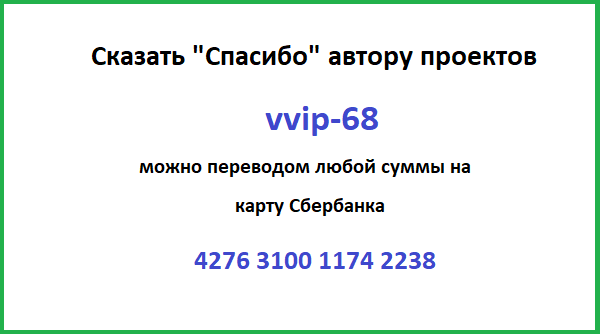 Сказать "Спасибо" автору проектов
vvip-68
можно переводом любой суммы на
карту Сбербанка
4276 3100 1174 2238